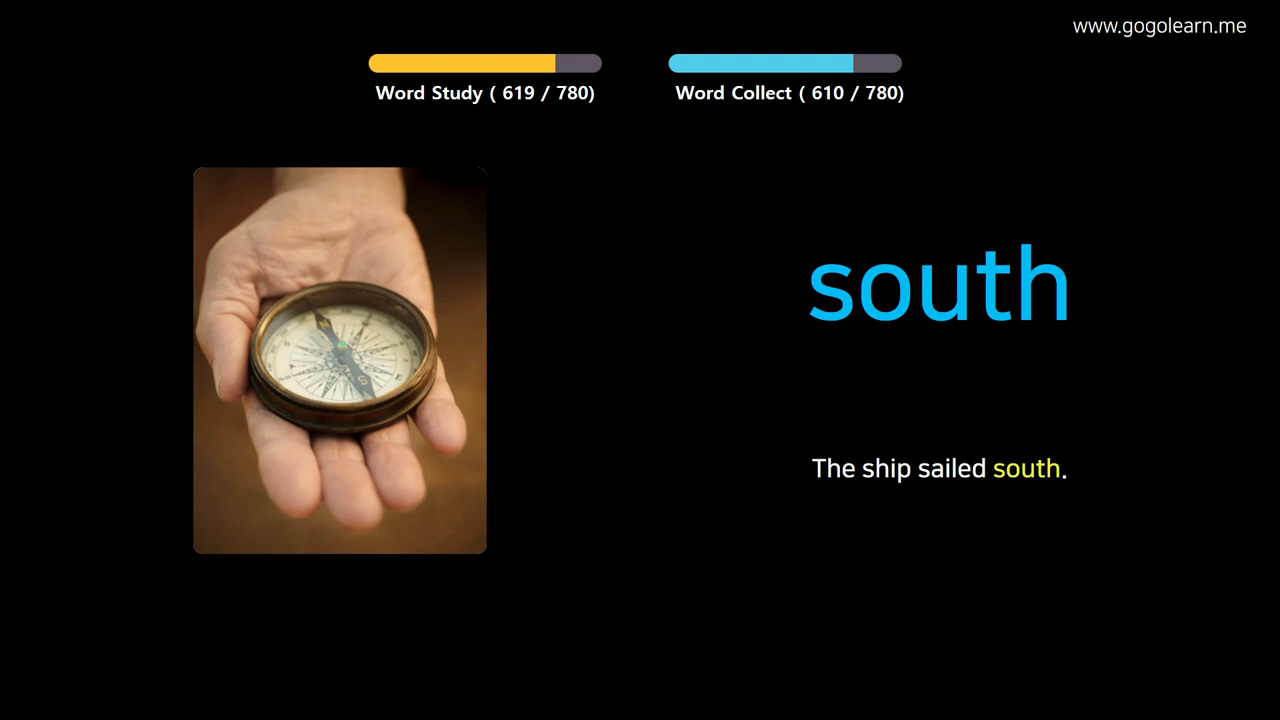 www.gogolearn.me
Word Study ( 619 / 780)
Word Collect ( 610 / 780)
south
The ship sailed south.